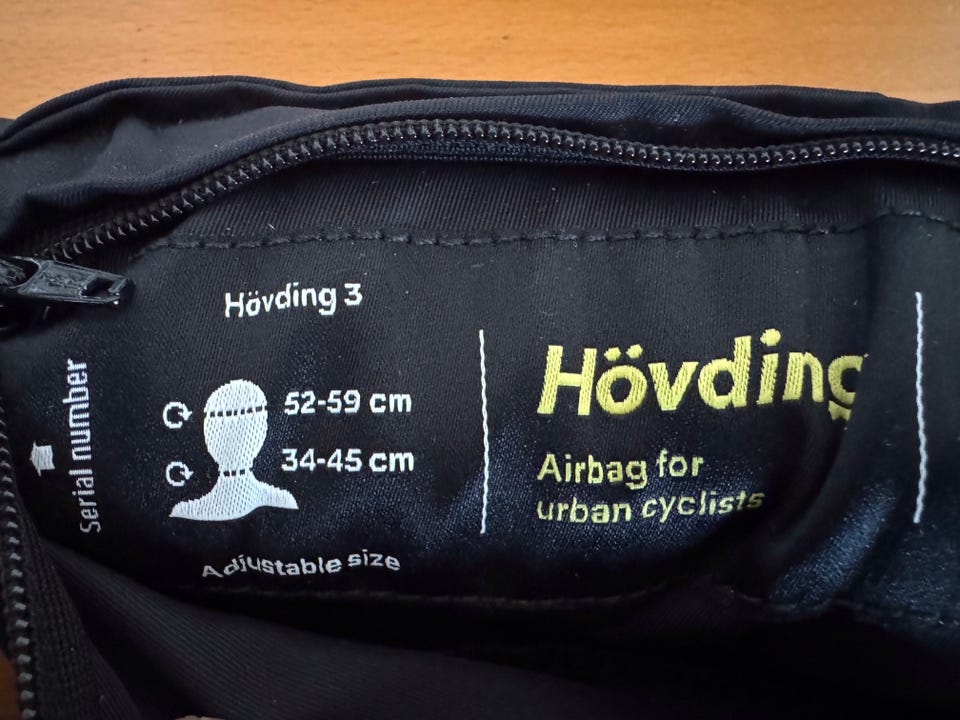 Hövding 3
52-59 cm
34-45 cm
Adjustable size
Serial number
Hövding
Airbag for
urban cyclists